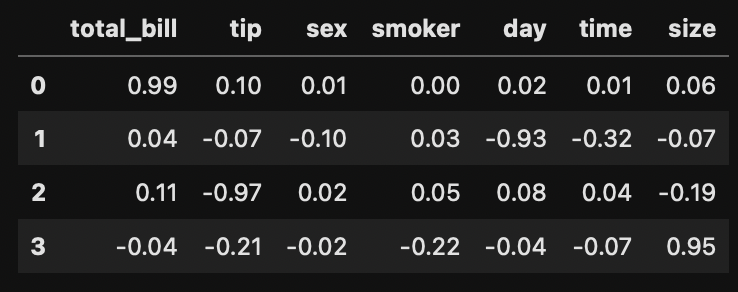 total_bill tip sex smoker day time size
0 0.99 0.10 0.01 0.00 0.02 0.01 0.06
1 0.04 -0.07 -0.10 0.03 -0.93 -0.32 -0.07
2 0.11 -0.97 0.02 0.05 0.08 0.04 -0.19
3 -0.04 -0.21 -0.02 -0.22 -0.04 -0.07 0.95